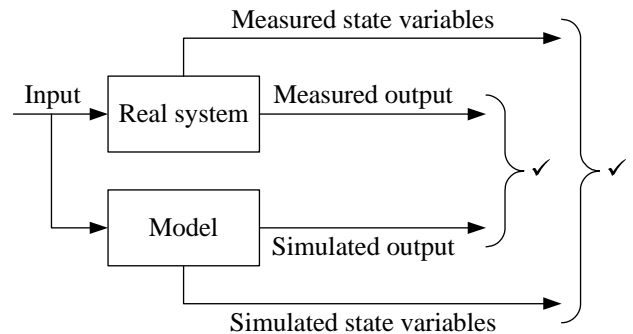 Measured state variables
Input
Real system
Measured output
✓
✓
Model
Simulated output
Simulated state variables